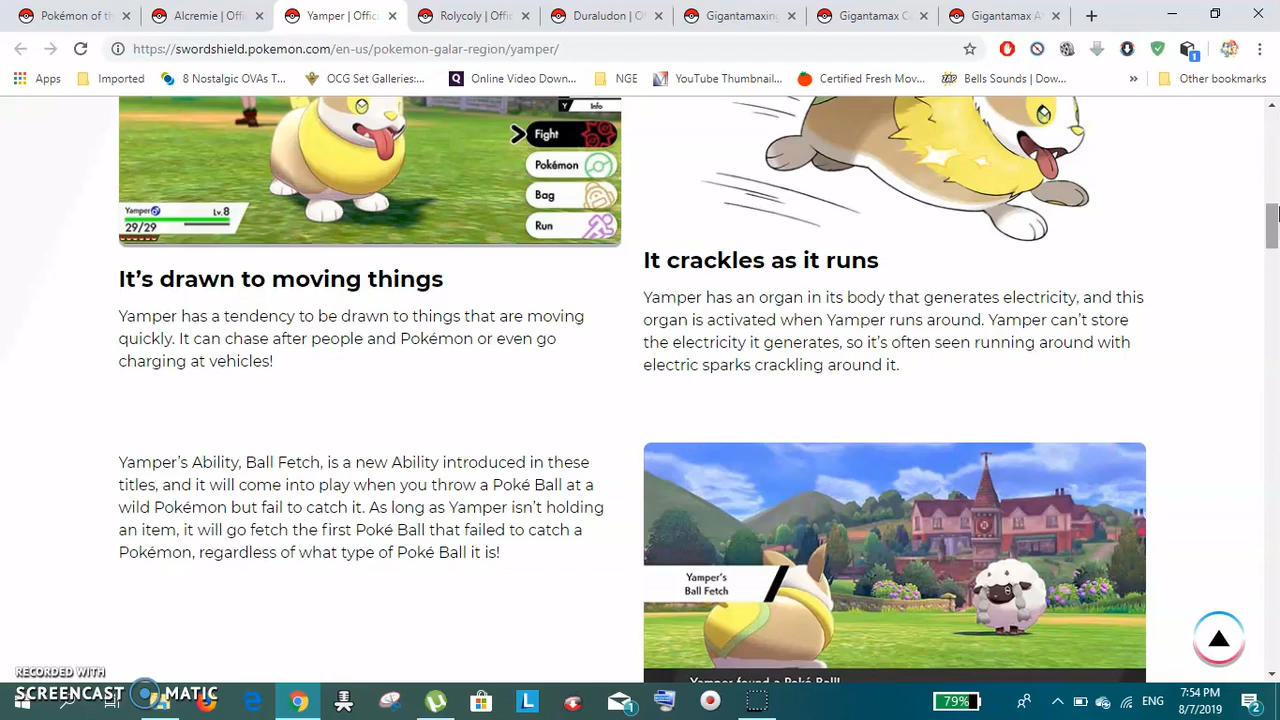 Pokémon of th
Alcremie | Offi
Yamper | Offic
Rolycoly | Offic
Duraludon | O
Gigantamaxing
Gigantamax C
Gigantamax A
https://swordshield.pokemon.com/en-us/pokemon-galar-region/yamper/
1
Apps
Imported
8 Nostalgic OVAs T...
OCG Set Galleries:...
Online Video Down...
NGE
YouTube Thumbnai...
Certified Fresh Mov...
Bells Sounds | Dow...
»
Other bookmarks
Y Info
Fight
Pokémon
Bag
Run
Yamper Lv. 8
29/29
It's drawn to moving things
Yamper has a tendency to be drawn to things that are moving
quickly. It can chase after people and Pokémon or even go
charging at vehicles!
It crackles as it runs
Yamper has an organ in its body that generates electricity, and this
organ is activated when Yamper runs around. Yamper can't store
the electricity it generates, so it's often seen running around with
electric sparks crackling around it.
Yamper's Ability, Ball Fetch, is a new Ability introduced in these
titles, and it will come into play when you throw a Poké Ball at a
wild Pokémon but fail to catch it. As long as Yamper isn't holding
an item, it will go fetch the first Poké Ball that failed to catch a
Pokémon, regardless of what type of Poké Ball it is!
Yamper's
Ball Fetch
Yamper found a Poké Ball!
RECORDED WITH
SCREENCAST MATIC
79%
ENG
7:54 PM
8/7/2019